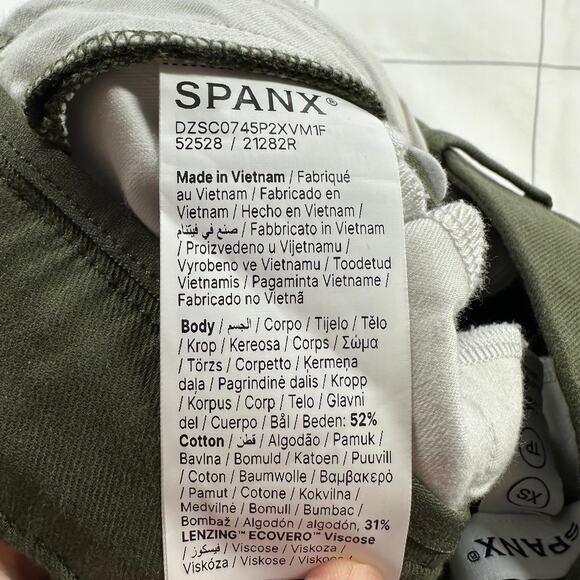 SPANX®
DZSC0745P2XVM1F
52528 / 21282R
Made in Vietnam / Fabriqué
au Vietnam / Fabricado en
Vietnam / Hecho en Vietnam /
صنع في فيتنام / Fabbricato in Vietnam
/ Proizvedeno u Vijetnamu /
Vyrobeno ve Vietnamu / Toodetud
Vietnamis / Pagaminta Vietname /
Fabricado no Vietnã
Body / الجسم / Corpo / Tijelo / Tělo
/ Krop / Kereosa / Corps / Σώμα
/ Törzs / Corpetto / Ķermeņa
daļa / Pagrindinė dalis / Kropp
/ Korpus / Corp / Telo / Glavni
del / Cuerpo / Bål / Beden: 52%
Cotton / قطن / Algodão / Pamuk /
Bavlna / Bomuld / Katoen / Puuvill
/ Coton / Baumwolle / Βαμβακερό
/ Pamut / Cotone / Kokvilna /
Medvilnė / Bomull / Bumbac /
Bombaž / Algodón / algodón, 31%
LENZING™ ECOVERO™ Viscose
/ فيسكوز / Viscose / Viskoza /
Viskóza / Viscose / Viskoos
XS
SPANX®